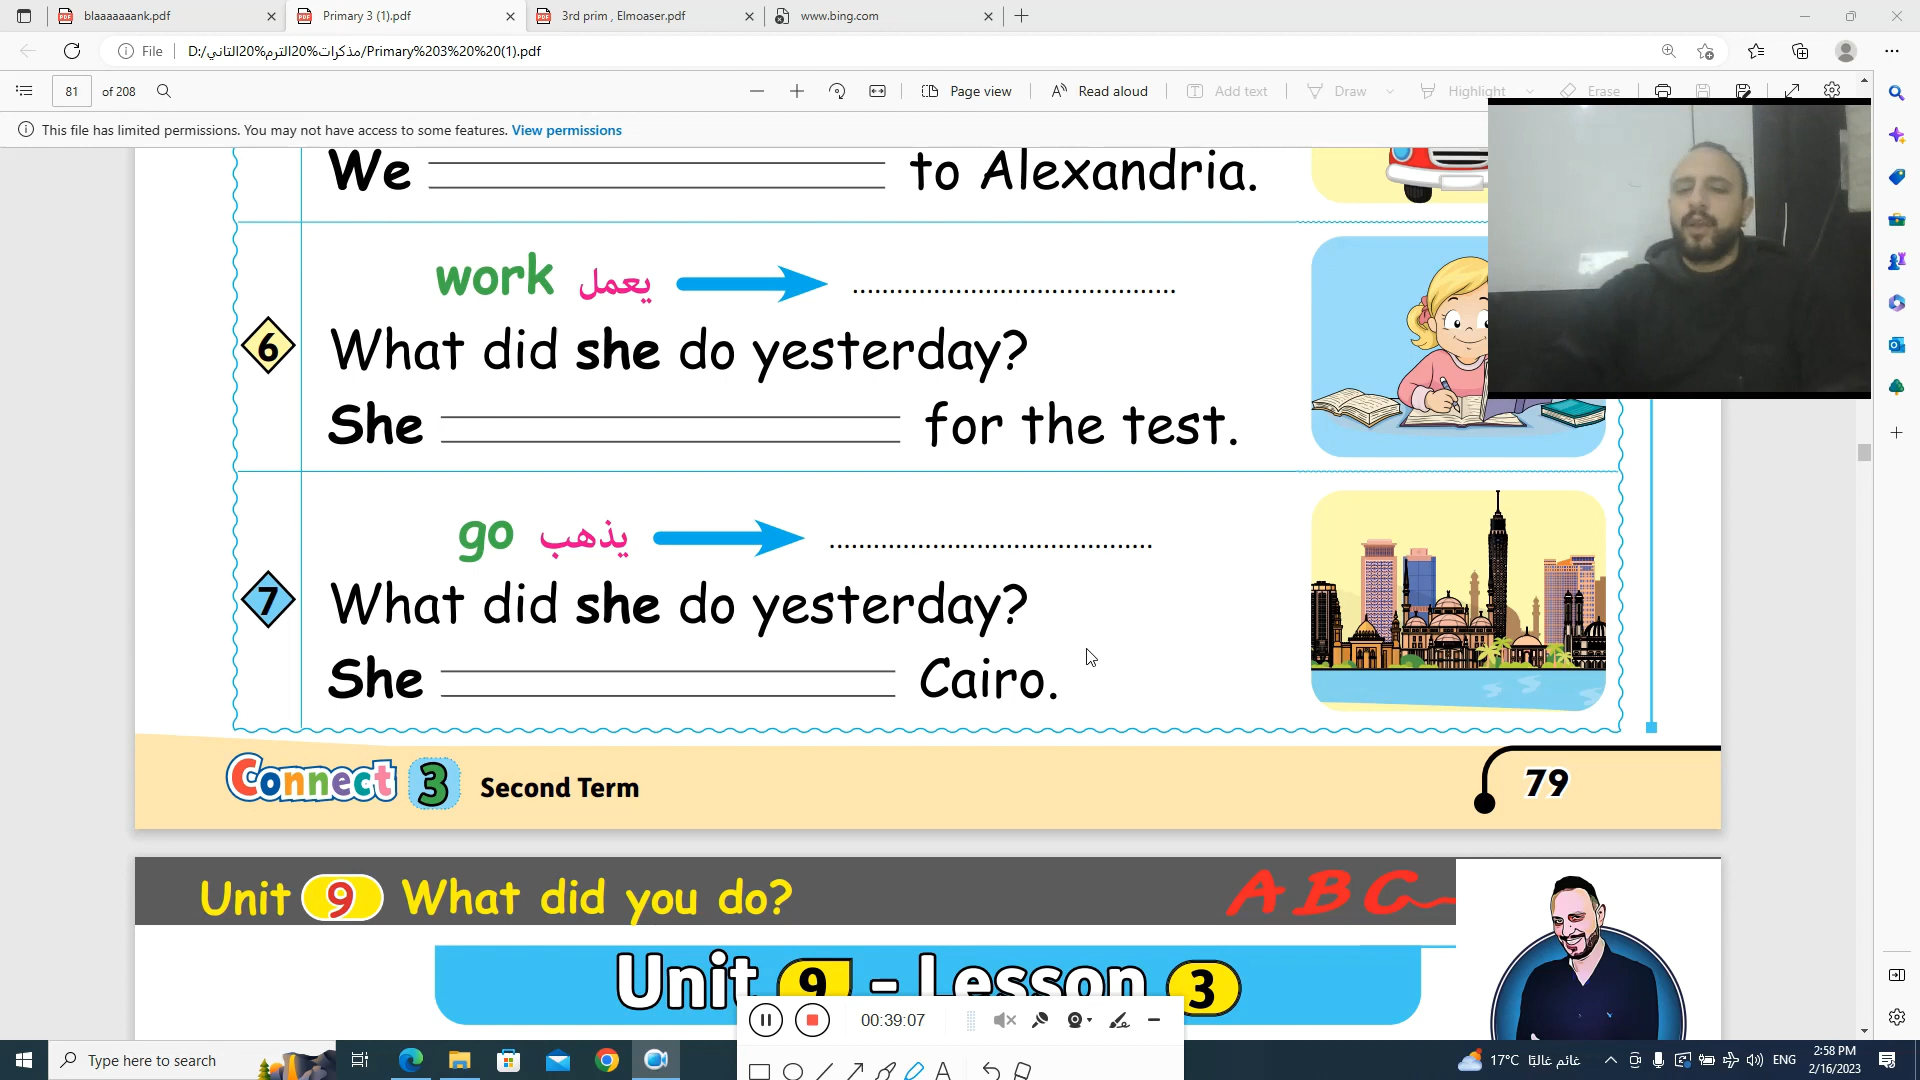 blaaaaaaank.pdf
Primary 3 (1).pdf
3rd prim , Elmoaser.pdf
www.bing.com
File
D:/مذكرات%20الترم%20التاني/Primary%203%20%20(1).pdf
81 of 208
Page view
Read aloud
Add text
Draw
Highlight
Erase
This file has limited permissions. You may not have access to some features. View permissions
We to Alexandria.
work يعمل ............................................
6
What did she do yesterday?
She for the test.
go يذهب ............................................
7
What did she do yesterday?
She Cairo.
Connect 3 Second Term
79
Unit 9 What did you do?
ABC
Unit 9 - Lesson 3
00:39:07
Type here to search
17°C غائم غالبًا
ENG
2:58 PM
2/16/2023